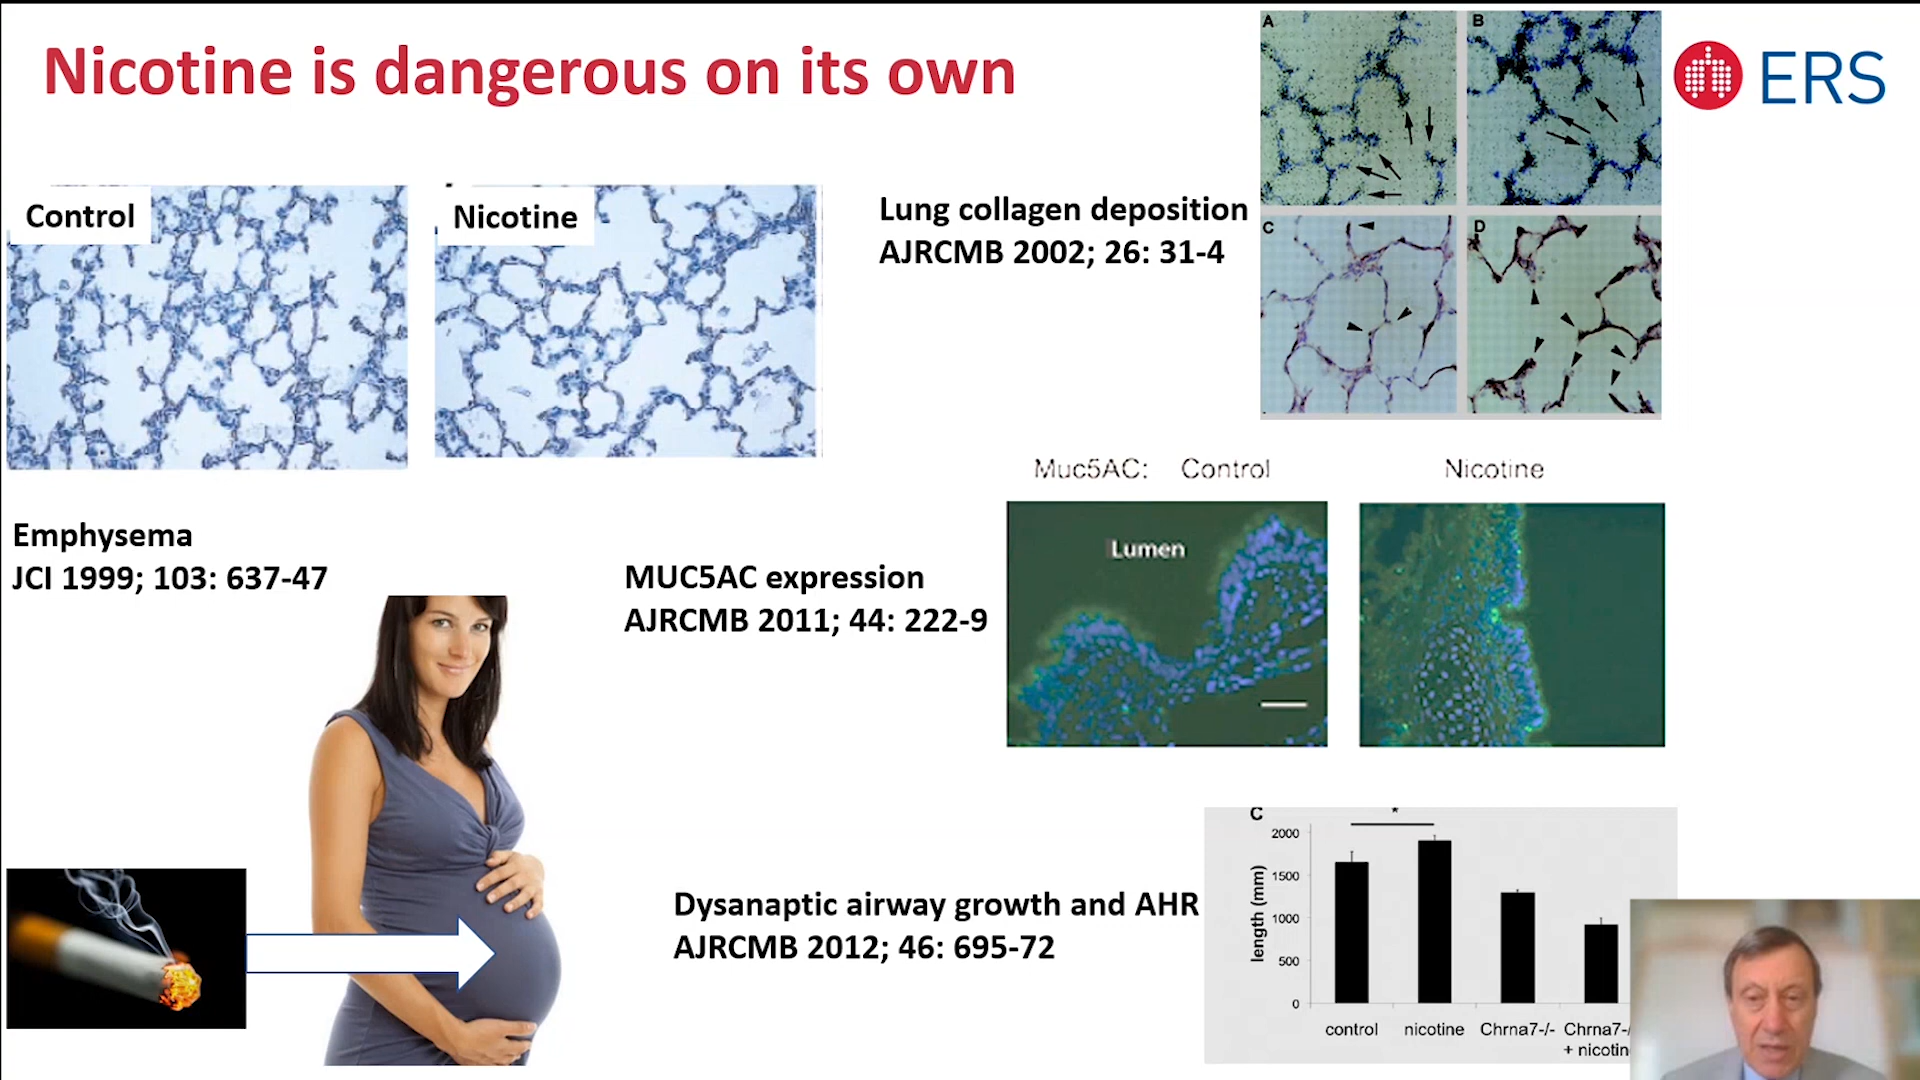 Nicotine is dangerous on its own
ERS
Control
Nicotine
Lung collagen deposition
AJRCMB 2002; 26: 31-4
A
B
C
D
Emphysema
JCI 1999; 103: 637-47
Muc5AC: Control
Nicotine
Lumen
MUC5AC expression
AJRCMB 2011; 44: 222-9
Dysanaptic airway growth and AHR
AJRCMB 2012; 46: 695-72
C
*
2000
1500
1000
500
0
length (mm)
control
nicotine
Chrna7-/-
Chrna7-/
+ nicotin